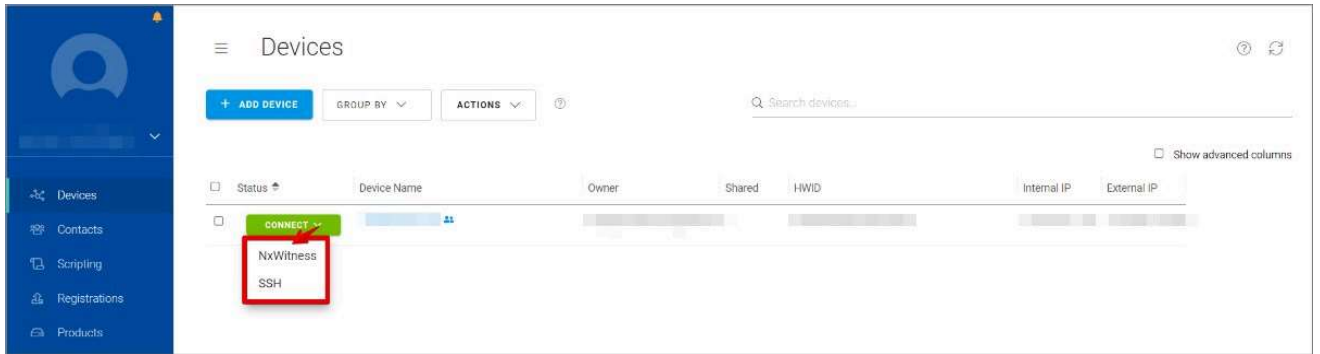 Devices
+ ADD DEVICE
GROUP BY
ACTIONS
Search devices...
Show advanced columns
Status
Device Name
Owner
Shared
HWID
Internal IP
External IP
CONNECT
NxWitness
SSH
Devices
Contacts
Scripting
Registrations
Products